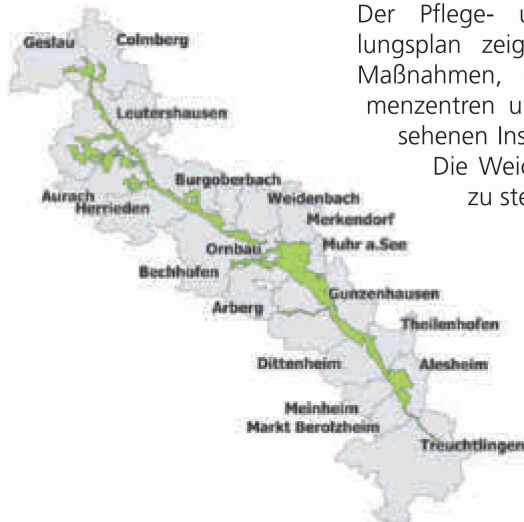 Der Pflege- u
lungsplan zeig
Maßnahmen,
menzentren u
sehenen Ins
Die Weid
zu ste
Geslau
Colmberg
Leutershausen
Burgoberbach
Aurach
Herrieden
Weidenbach
Merkendorf
Ornbau
Muhr a.See
Bechhofen
Arberg
Gunzenhausen
Theilenhofen
Dittenheim
Alesheim
Meinheim
Markt Berolzheim
Treuchtlingen